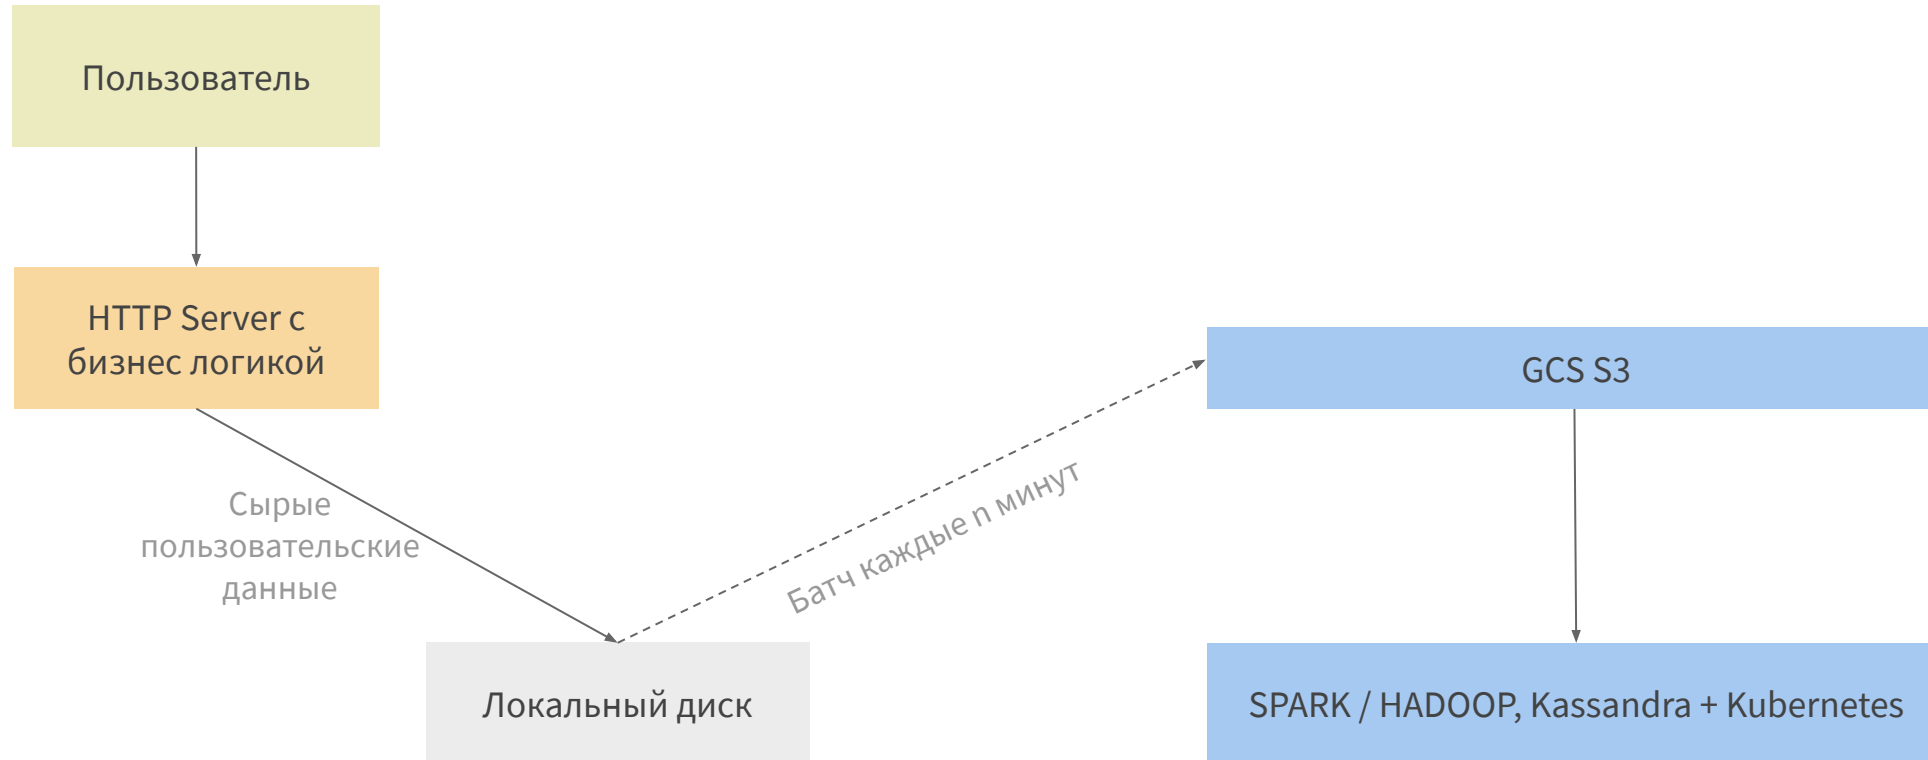 Пользователь
HTTP Server с
бизнес логикой
Сырые
пользовательские
данные
Локальный диск
Батч каждые n минут
GCS S3
SPARK / HADOOP, Kassandra + Kubernetes